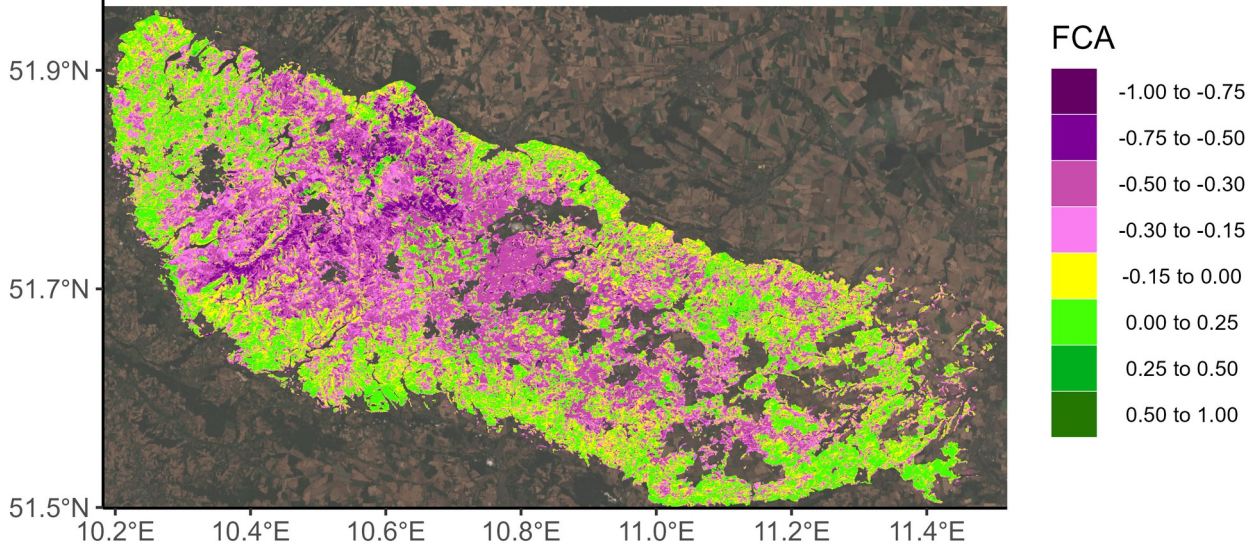 FCA
51.9°N
51.7°N
51.5°N
10.2°E 10.4°E 10.6°E 10.8°E 11.0°E 11.2°E 11.4°E
-1.00 to -0.75
-0.75 to -0.50
-0.50 to -0.30
-0.30 to -0.15
-0.15 to 0.00
0.00 to 0.25
0.25 to 0.50
0.50 to 1.00